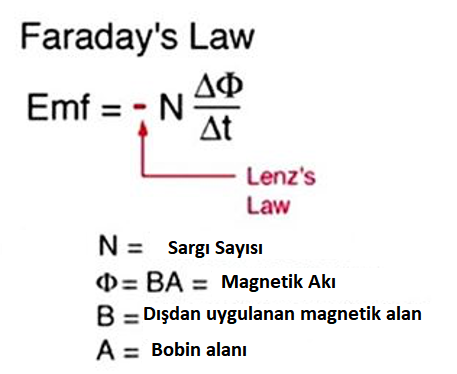 Faraday's Law
Emf = - N ΔΦ/Δt
Lenz's
Law
N = Sargı Sayısı
Φ = BA = Magnetik Akı
B = Dışdan uygulanan magnetik alan
A = Bobin alanı